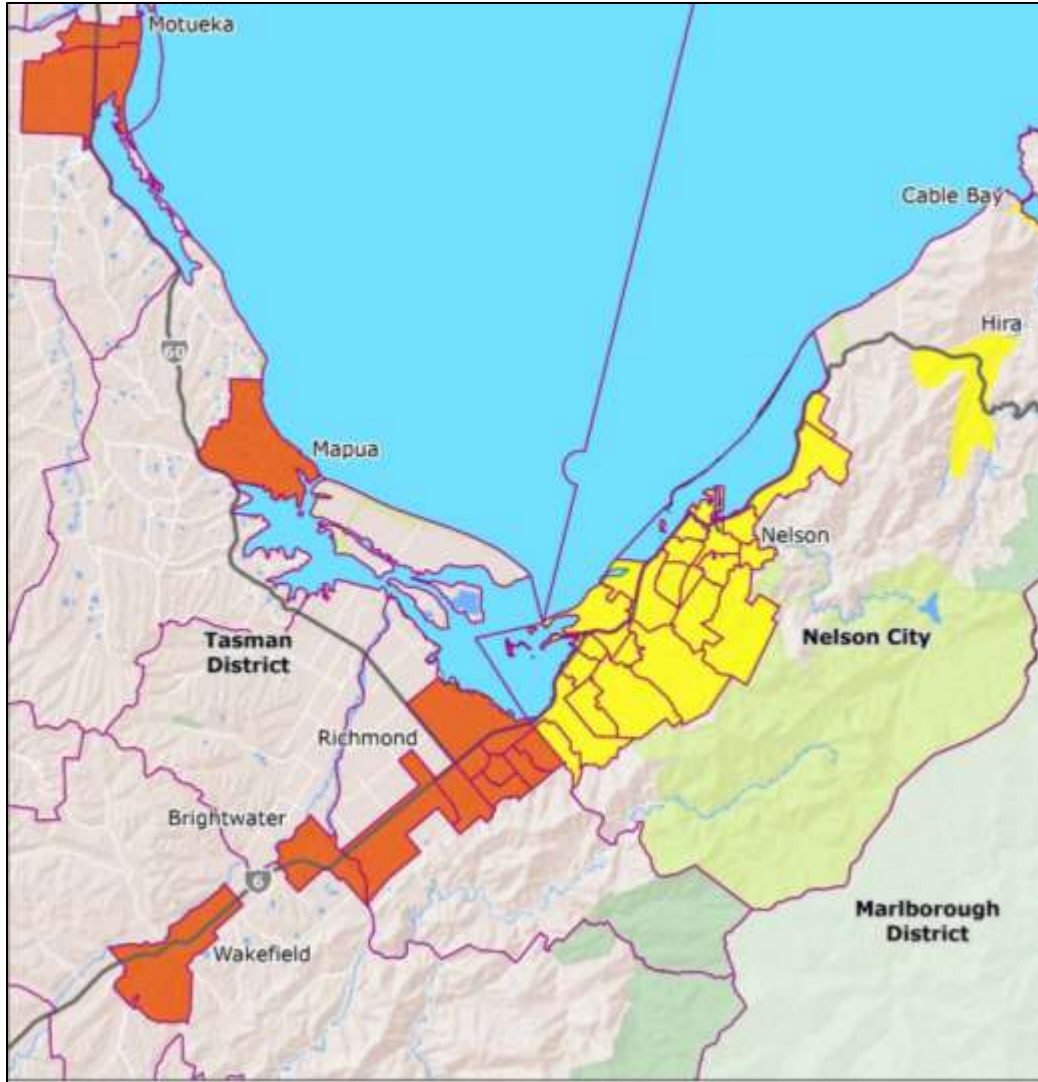 Motueka
Cable Bay
Hira
60
Mapua
Nelson
Tasman
District
Nelson City
Richmond
Brightwater
6
Marlborough
District
Wakefield